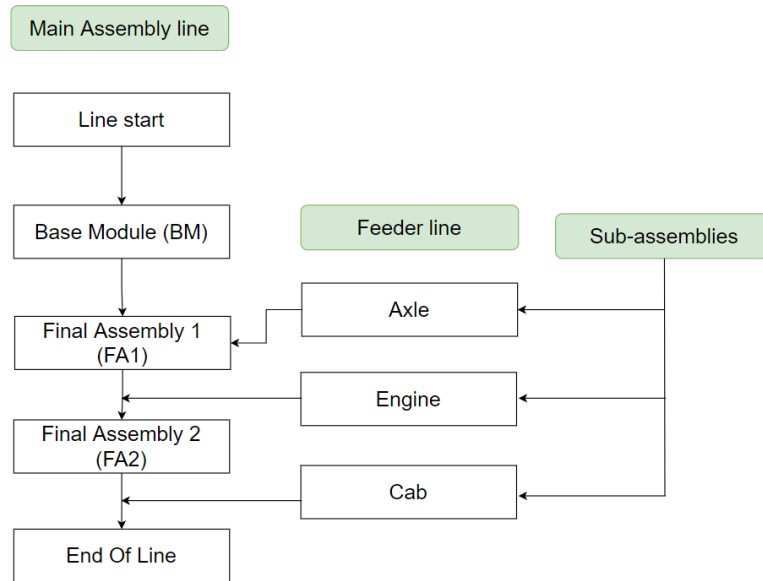 Main Assembly line
Line start
Base Module (BM)
Feeder line
Sub-assemblies
Final Assembly 1
(FA1)
Axle
Engine
Final Assembly 2
(FA2)
Cab
End Of Line